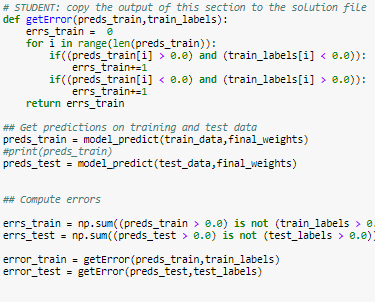 # STUDENT: copy the output of this section to the solution file
def getError(preds_train,train_labels):
    errs_train =  0
    for i in range(len(preds_train)):
        if((preds_train[i] > 0.0) and (train_labels[i] < 0.0)):
            errs_train+=1
        if((preds_train[i] < 0.0) and (train_labels[i] > 0.0)):
            errs_train+=1
    return errs_train
## Get predictions on training and test data
preds_train = model_predict(train_data,final_weights)
#print(preds_train)
preds_test = model_predict(test_data,final_weights)
## Compute errors
errs_train = np.sum((preds_train > 0.0) is not (train_labels > 0.
errs_test = np.sum((preds_test > 0.0) is not (test_labels > 0.0)
error_train = getError(preds_train,train_labels)
error_test = getError(preds_test,test_labels)